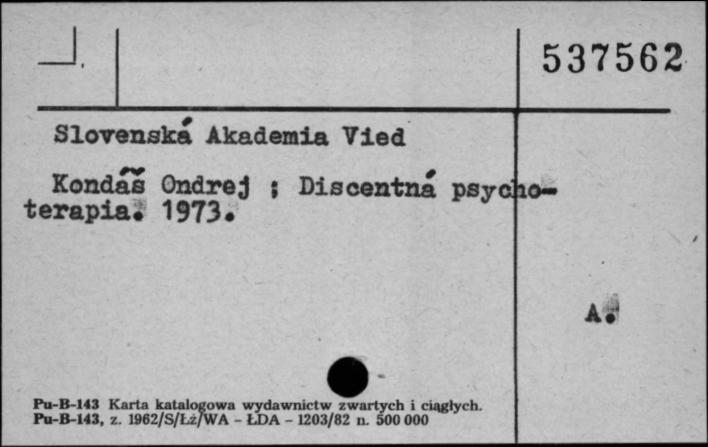 537562
Slovenská Akademia Vied
Kondáš Ondrej ; Discentná psycho-
terapia. 1973.
A.
Pu-B-143 Karta katalogowa wydawnictw zwartych i ciągłych.
Pu-B-143, z. 1962/S/Łż/WA - ŁDA - 1203/82 n. 500 000